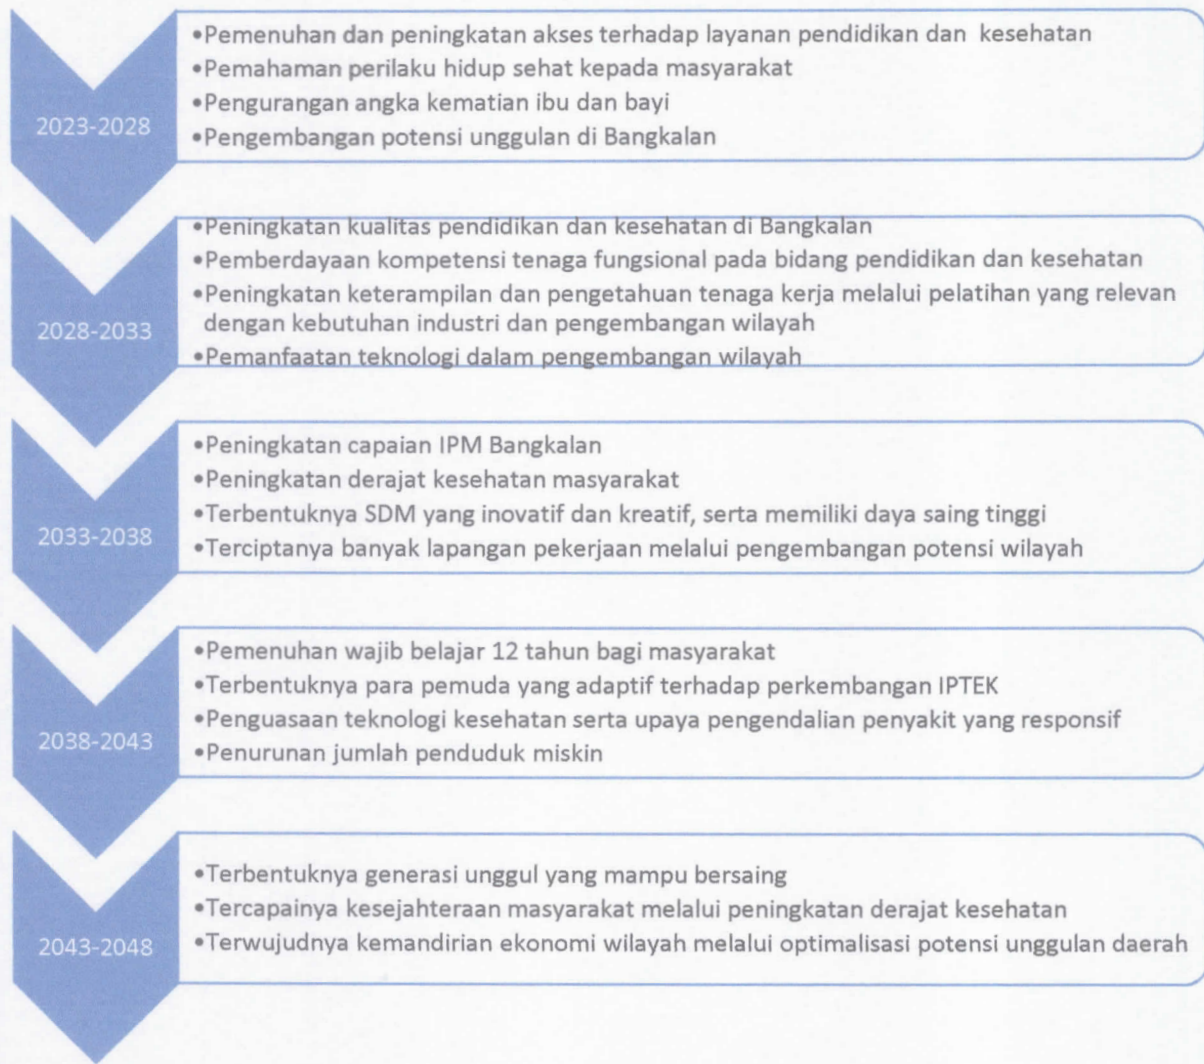 2023-2028
•Pemenuhan dan peningkatan akses terhadap layanan pendidikan dan kesehatan
•Pemahaman perilaku hidup sehat kepada masyarakat
•Pengurangan angka kematian ibu dan bayi
•Pengembangan potensi unggulan di Bangkalan
2028-2033
•Peningkatan kualitas pendidikan dan kesehatan di Bangkalan
•Pemberdayaan kompetensi tenaga fungsional pada bidang pendidikan dan kesehatan
•Peningkatan keterampilan dan pengetahuan tenaga kerja melalui pelatihan yang relevan
dengan kebutuhan industri dan pengembangan wilayah
•Pemanfaatan teknologi dalam pengembangan wilayah
2033-2038
•Peningkatan capaian IPM Bangkalan
•Peningkatan derajat kesehatan masyarakat
•Terbentuknya SDM yang inovatif dan kreatif, serta memiliki daya saing tinggi
•Terciptanya banyak lapangan pekerjaan melalui pengembangan potensi wilayah
2038-2043
•Pemenuhan wajib belajar 12 tahun bagi masyarakat
•Terbentuknya para pemuda yang adaptif terhadap perkembangan IPTEK
•Penguasaan teknologi kesehatan serta upaya pengendalian penyakit yang responsif
•Penurunan jumlah penduduk miskin
2043-2048
•Terbentuknya generasi unggul yang mampu bersaing
•Tercapainya kesejahteraan masyarakat melalui peningkatan derajat kesehatan
•Terwujudnya kemandirian ekonomi wilayah melalui optimalisasi potensi unggulan daerah